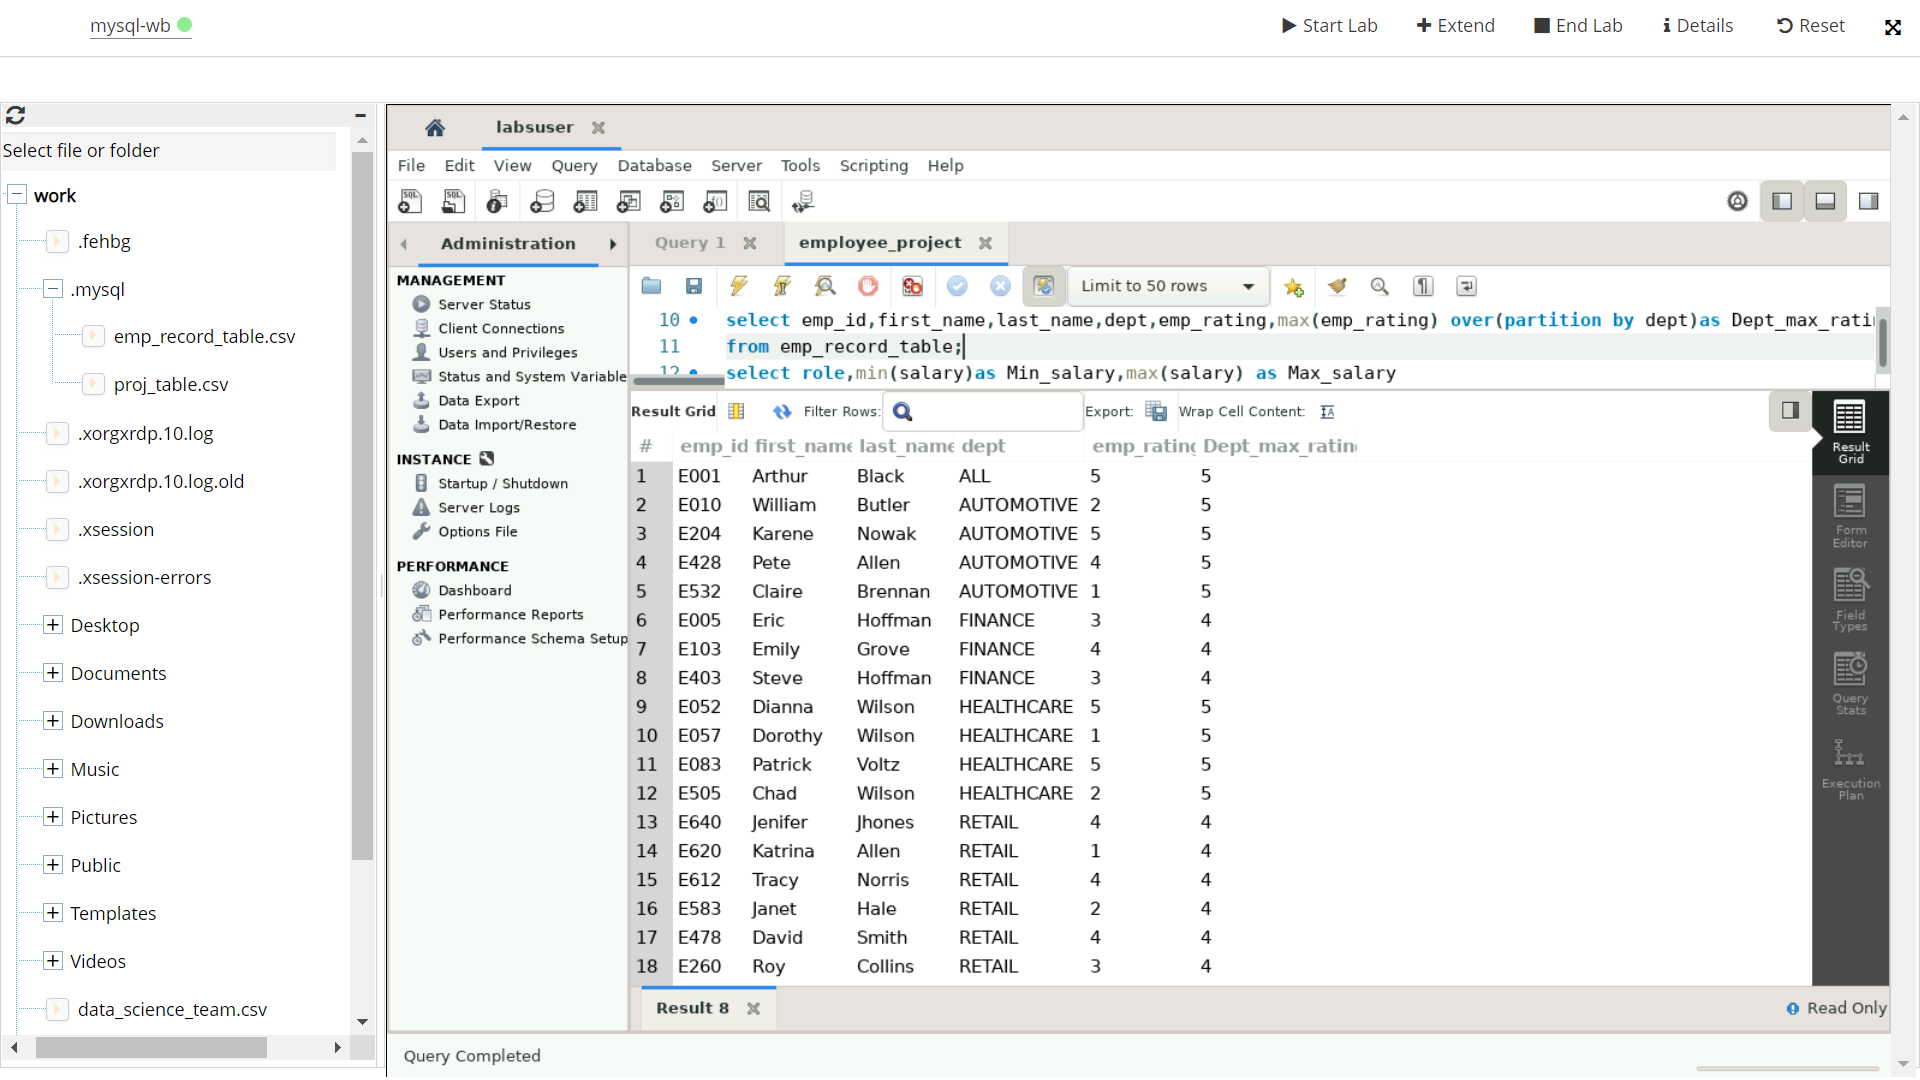 mysql-wb
Start Lab Extend End Lab Details Reset
Select file or folder
work
.fehbg
.mysql
emp_record_table.csv
proj_table.csv
.xorgxrdp.10.log
.xorgxrdp.10.log.old
.xsession
.xsession-errors
Desktop
Documents
Downloads
Music
Pictures
Public
Templates
Videos
data_science_team.csv
labsuser
File Edit View Query Database Server Tools Scripting Help
Administration
MANAGEMENT
Server Status
Client Connections
Users and Privileges
Status and System Variable
Data Export
Data Import/Restore
INSTANCE
Startup / Shutdown
Server Logs
Options File
PERFORMANCE
Dashboard
Performance Reports
Performance Schema Setup
Query 1 employee_project
Limit to 50 rows
10 select emp_id,first_name,last_name,dept,emp_rating,max(emp_rating) over(partition by dept)as Dept_max_ratin
11 from emp_record_table;
12 select role,min(salary)as Min_salary,max(salary) as Max_salary
Result Grid Filter Rows: Export: Wrap Cell Content:
# emp_id first_name last_name dept emp_rating Dept_max_rating
1 E001 Arthur Black ALL 5 5
2 E010 William Butler AUTOMOTIVE 2 5
3 E204 Karene Nowak AUTOMOTIVE 5 5
4 E428 Pete Allen AUTOMOTIVE 4 5
5 E532 Claire Brennan AUTOMOTIVE 1 5
6 E005 Eric Hoffman FINANCE 3 4
7 E103 Emily Grove FINANCE 4 4
8 E403 Steve Hoffman FINANCE 3 4
9 E052 Dianna Wilson HEALTHCARE 5 5
10 E057 Dorothy Wilson HEALTHCARE 1 5
11 E083 Patrick Voltz HEALTHCARE 5 5
12 E505 Chad Wilson HEALTHCARE 2 5
13 E640 Jenifer Jhones RETAIL 4 4
14 E620 Katrina Allen RETAIL 1 4
15 E612 Tracy Norris RETAIL 4 4
16 E583 Janet Hale RETAIL 2 4
17 E478 David Smith RETAIL 4 4
18 E260 Roy Collins RETAIL 3 4
Result Grid
Form Editor
Field Types
Query Stats
Execution Plan
Result 8
Read Only
Query Completed